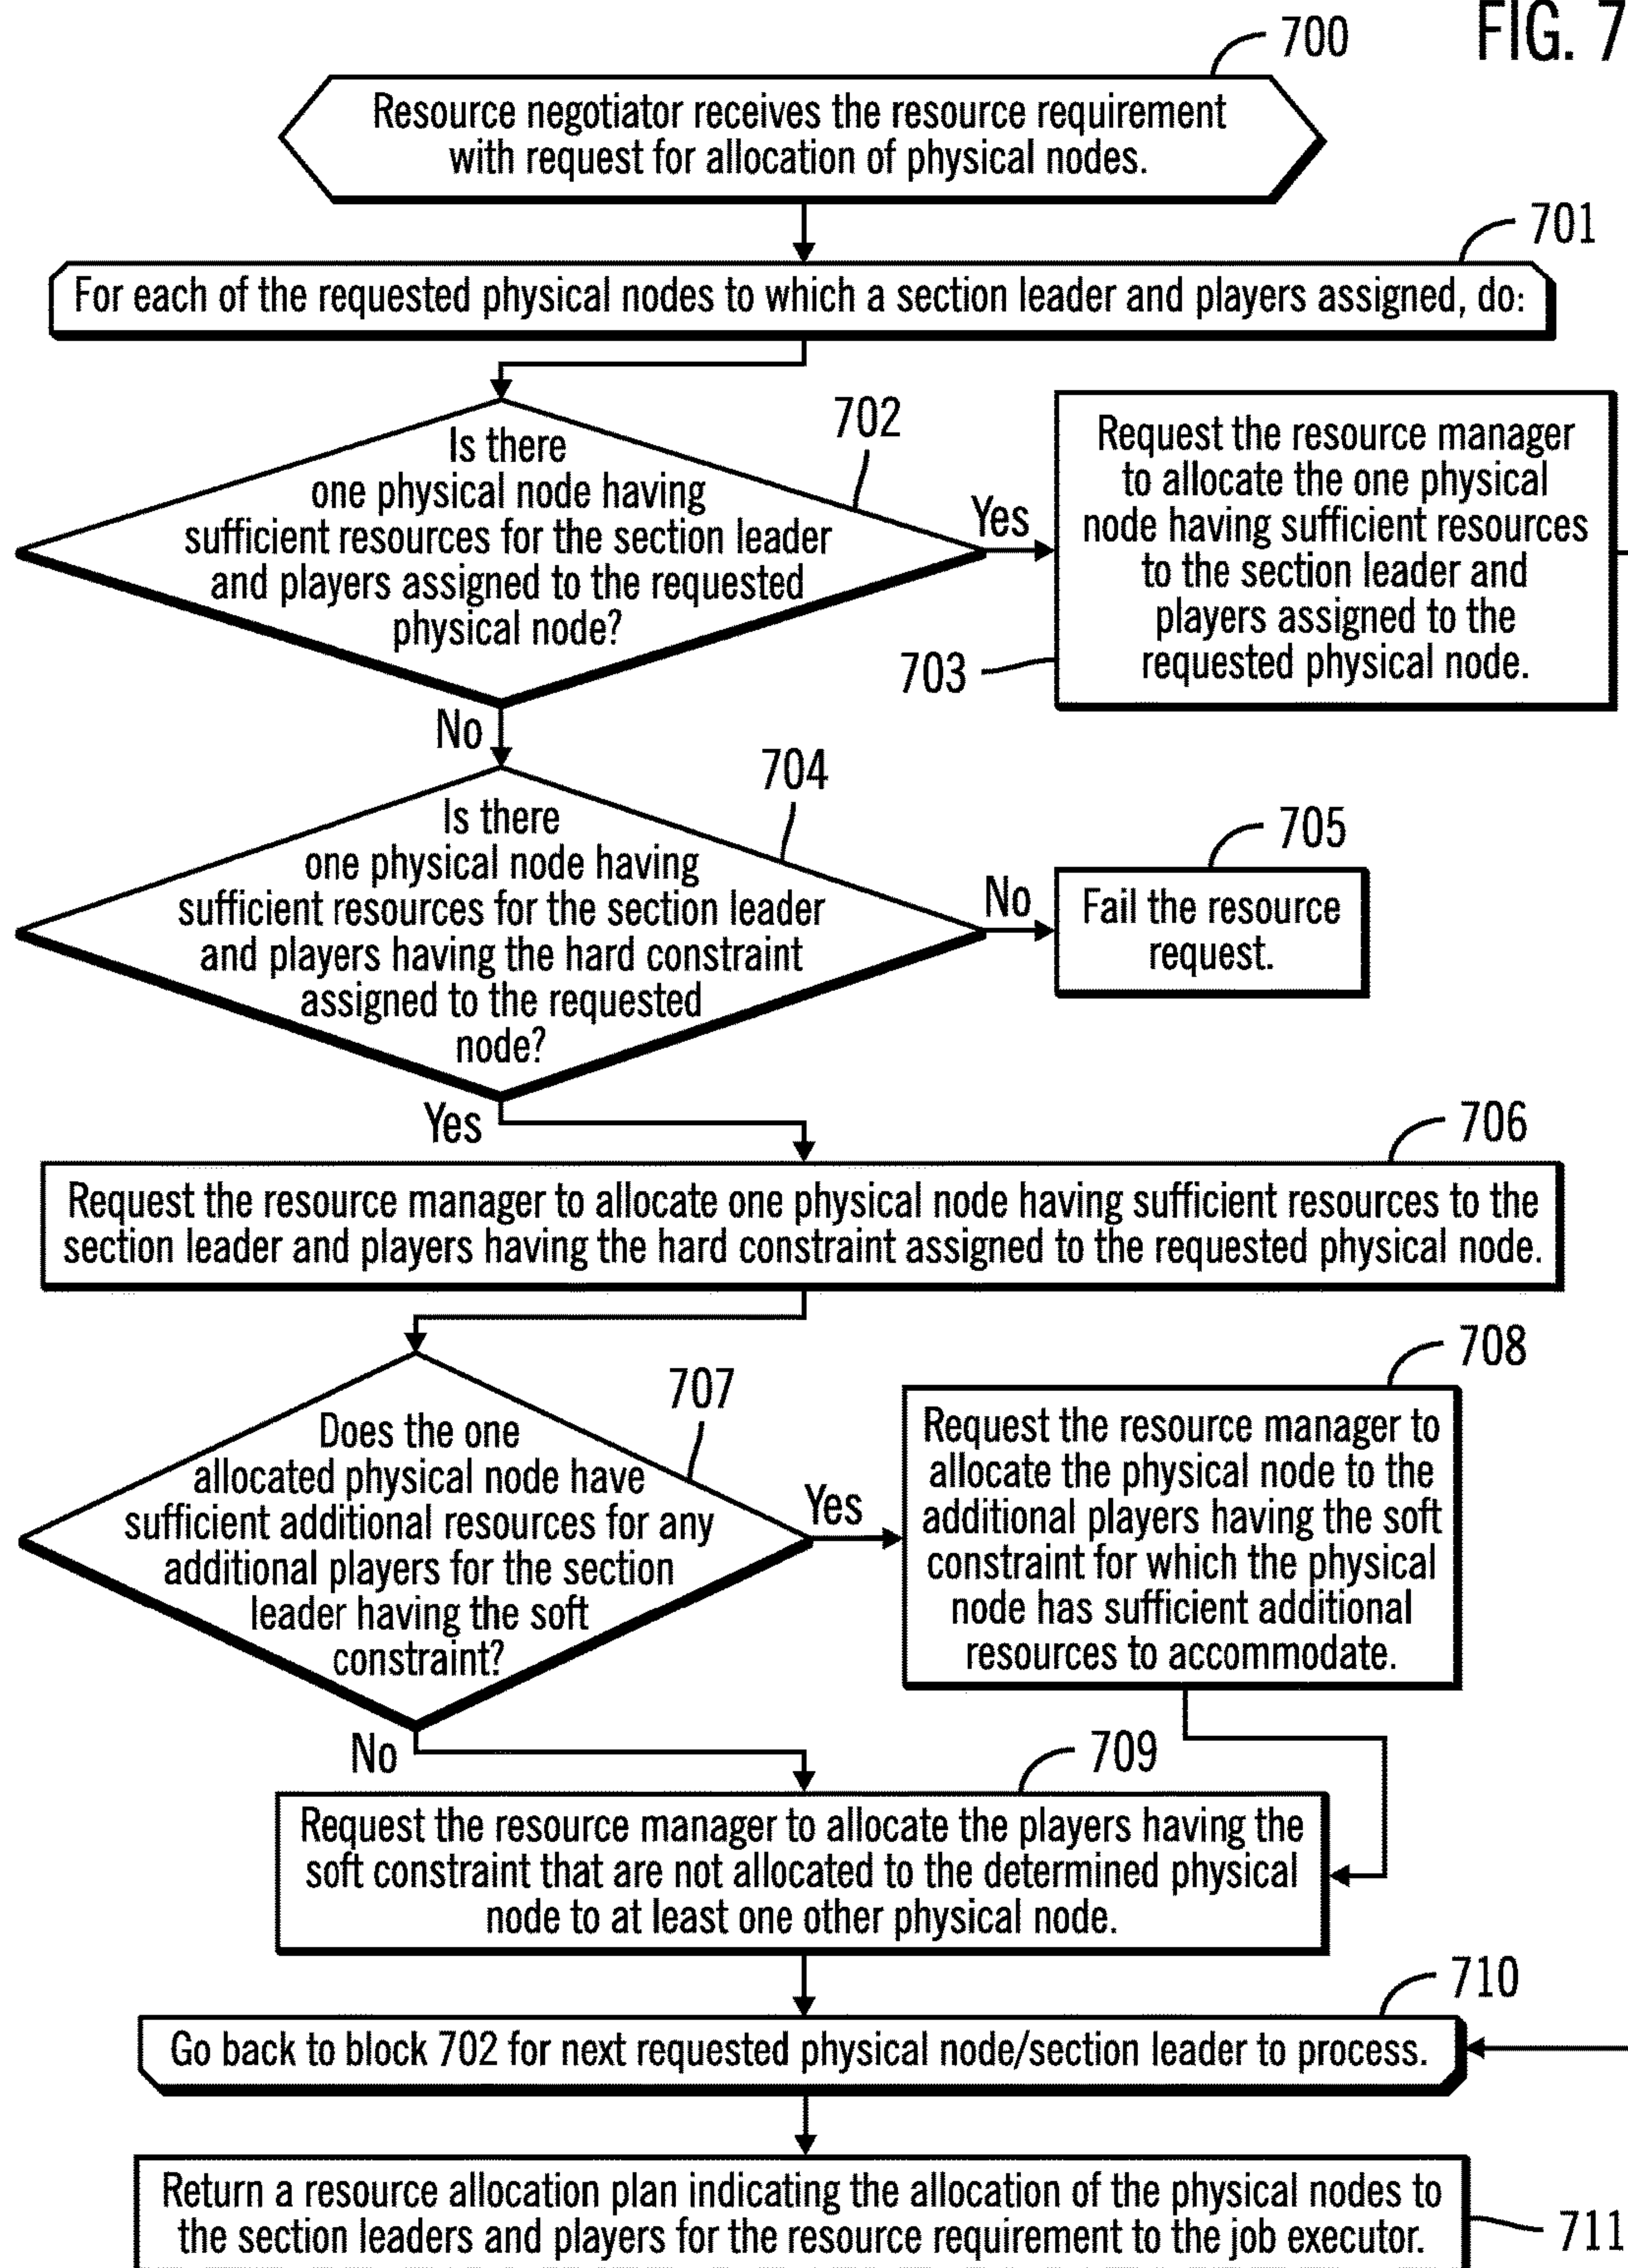 FIG. 7
700
Resource negotiator receives the resource requirement
with request for allocation of physical nodes.
701
For each of the requested physical nodes to which a section leader and players assigned, do:
702
Is there
one physical node having
sufficient resources for the section leader
and players assigned to the requested
physical node?
Yes
703
Request the resource manager
to allocate the one physical
node having sufficient resources
to the section leader and
players assigned to the
requested physical node.
No
704
Is there
one physical node having
sufficient resources for the section leader
and players having the hard constraint
assigned to the requested
node?
No
705
Fail the resource
request.
Yes
706
Request the resource manager to allocate one physical node having sufficient resources to the
section leader and players having the hard constraint assigned to the requested physical node.
707
Does the one
allocated physical node have
sufficient additional resources for any
additional players for the section
leader having the soft
constraint?
Yes
708
Request the resource manager to
allocate the physical node to the
additional players having the soft
constraint for which the physical
node has sufficient additional
resources to accommodate.
No
709
Request the resource manager to allocate the players having the
soft constraint that are not allocated to the determined physical
node to at least one other physical node.
710
Go back to block 702 for next requested physical node/section leader to process.
Return a resource allocation plan indicating the allocation of the physical nodes to
the section leaders and players for the resource requirement to the job executor.
711